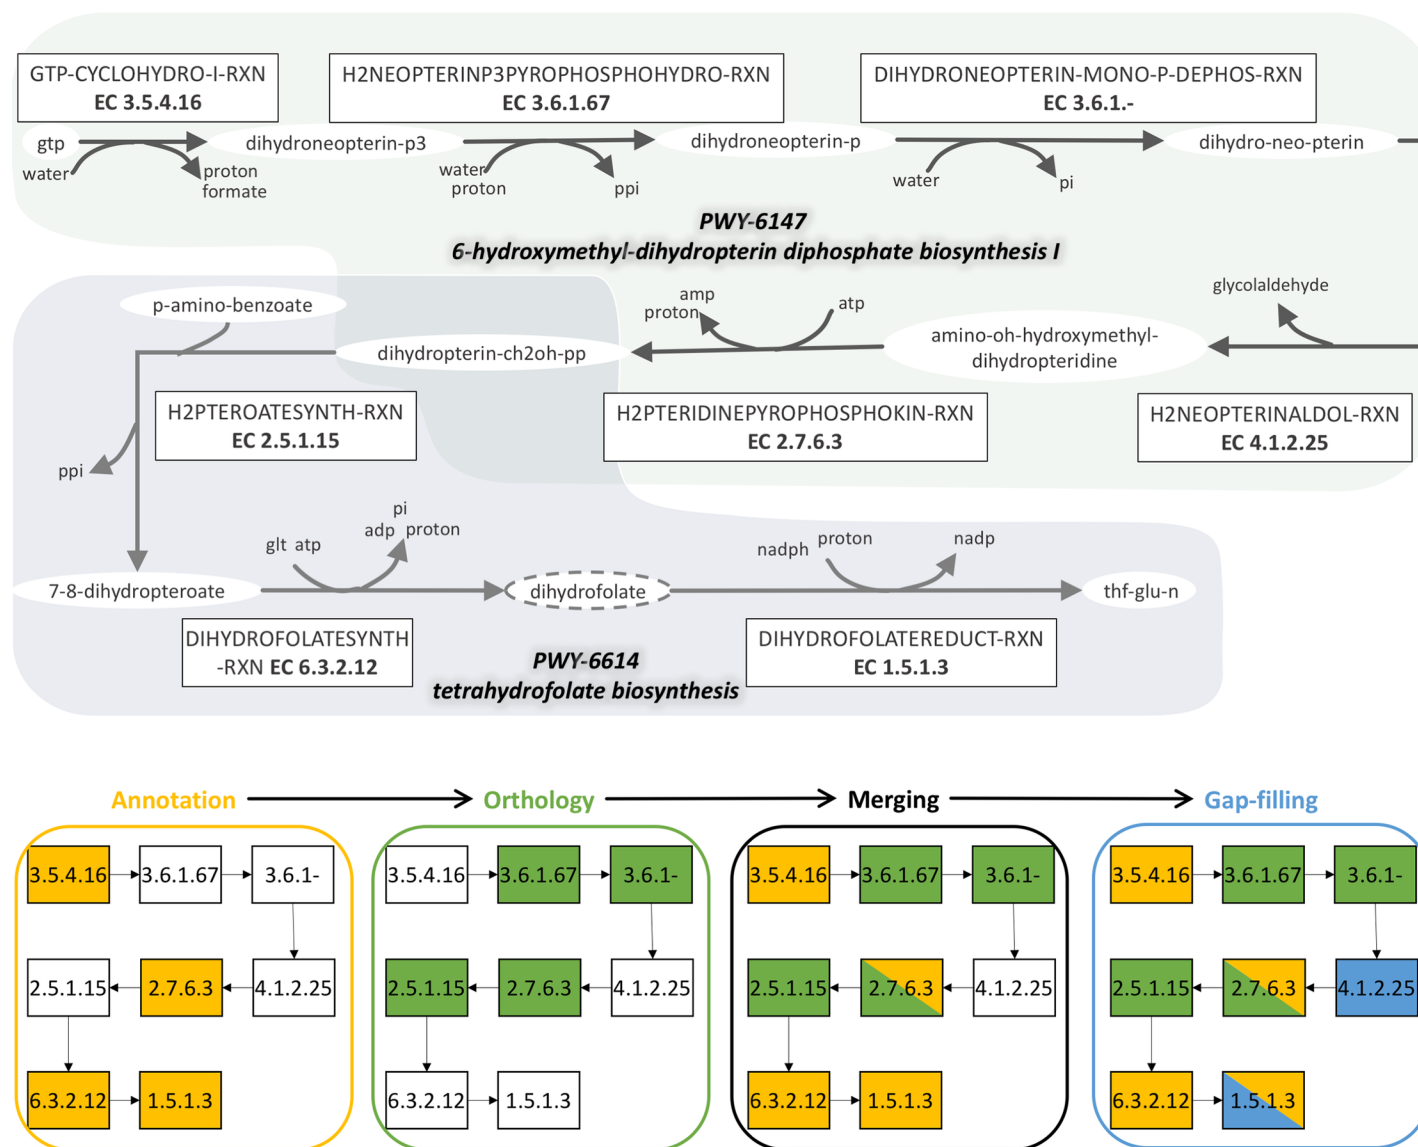 GTP-CYCLOHYDRO-I-RXN
EC 3.5.4.16
H2NEOPTERINP3PYROPHOSPHOHYDRO-RXN
EC 3.6.1.67
DIHYDRONEOPTERIN-MONO-P-DEPHOS-RXN
EC 3.6.1.-
gtp
dihydroneopterin-p3
dihydroneopterin-p
dihydro-neo-pterin
water
proton
formate
water
proton
ppi
water
pi
PWY-6147
6-hydroxymethyl-dihydropterin diphosphate biosynthesis I
p-amino-benzoate
amp
proton
atp
glycolaldehyde
dihydropterin-ch2oh-pp
amino-oh-hydroxymethyl-
dihydropteridine
H2PTEROATESYNTH-RXN
EC 2.5.1.15
H2PTERIDINEPYROPHOSPHOKIN-RXN
EC 2.7.6.3
H2NEOPTERINALDOL-RXN
EC 4.1.2.25
ppi
glt atp
pi
adp proton
nadph
proton
nadp
7-8-dihydropteroate
dihydrofolate
thf-glu-n
DIHYDROFOLATESYNTH
-RXN EC 6.3.2.12
DIHYDROFOLATEREDUCT-RXN
EC 1.5.1.3
PWY-6614
tetrahydrofolate biosynthesis
Annotation
Orthology
Merging
Gap-filling
3.5.4.16
3.6.1.67
3.6.1-
2.5.1.15
2.7.6.3
4.1.2.25
6.3.2.12
1.5.1.3
3.5.4.16
3.6.1.67
3.6.1-
2.5.1.15
2.7.6.3
4.1.2.25
6.3.2.12
1.5.1.3
3.5.4.16
3.6.1.67
3.6.1-
2.5.1.15
2.7.6.3
4.1.2.25
6.3.2.12
1.5.1.3
3.5.4.16
3.6.1.67
3.6.1-
2.5.1.15
2.7.6.3
4.1.2.25
6.3.2.12
1.5.1.3